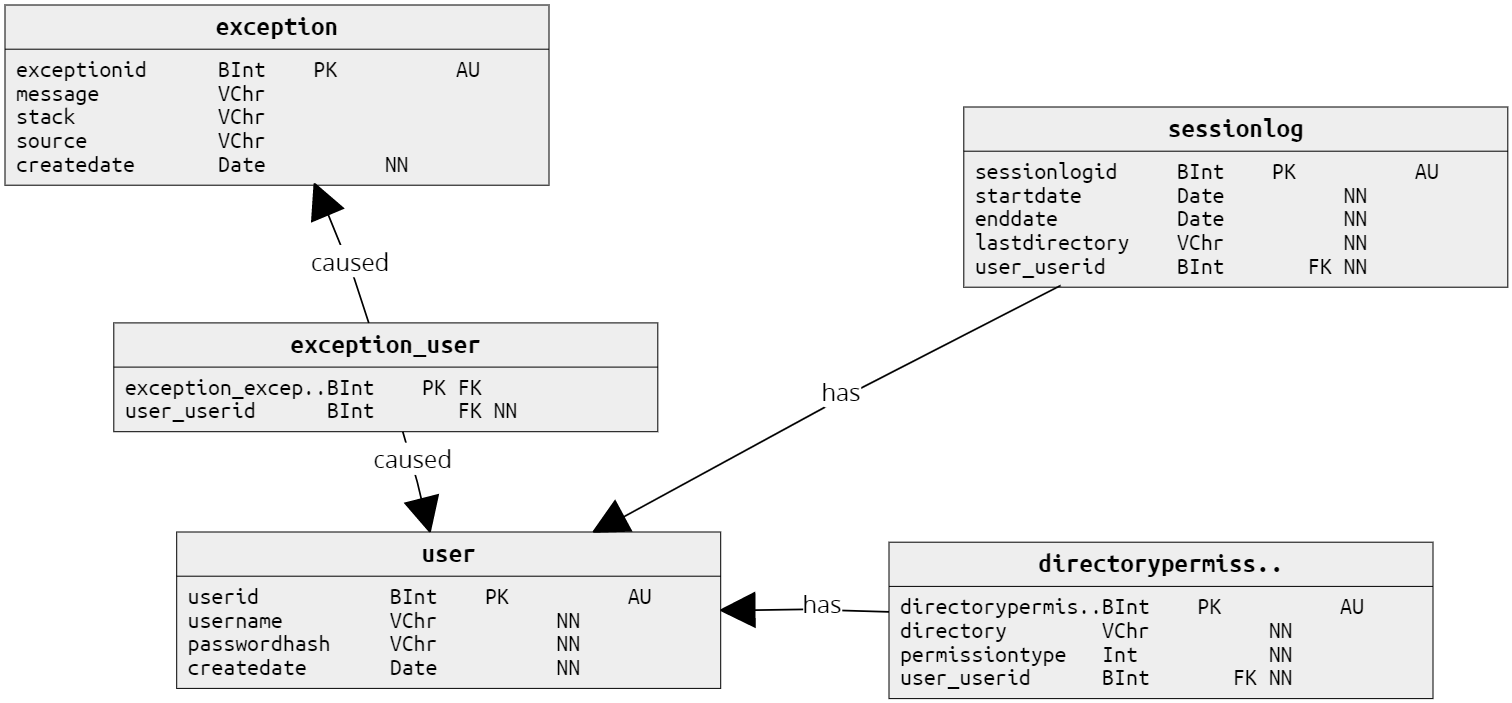 exception
exceptionid BInt PK AU
message VChr
stack VChr
source VChr
createdate Date NN
sessionlog
sessionlogid BInt PK AU
startdate Date NN
enddate Date NN
lastdirectory VChr NN
user_userid BInt FK NN
caused
exception_user
exception_excep..BInt PK FK
user_userid BInt FK NN
has
caused
user
userid BInt PK AU
username VChr NN
passwordhash VChr NN
createdate Date NN
has
directorypermiss..
directorypermis..BInt PK AU
directory VChr NN
permissiontype Int NN
user_userid BInt FK NN